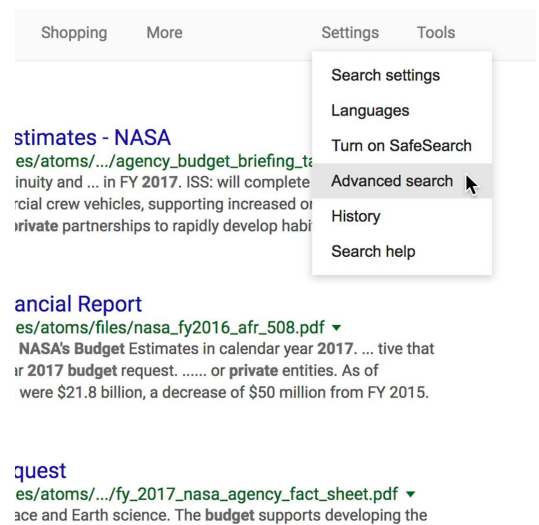 Shopping More Settings Tools
Search settings
Languages
Turn on SafeSearch
Advanced search
History
Search help
stimates - NASA
es/atoms/.../agency_budget_briefing_ta
inuity and ... in FY 2017. ISS: will complete
rcial crew vehicles, supporting increased or
private partnerships to rapidly develop habi
ancial Report
es/atoms/files/nasa_fy2016_afr_508.pdf
NASA's Budget Estimates in calendar year 2017. ... tive that
ar 2017 budget request. ...... or private entities. As of
were $21.8 billion, a decrease of $50 million from FY 2015.
quest
es/atoms/.../fy_2017_nasa_agency_fact_sheet.pdf
ace and Earth science. The budget supports developing the